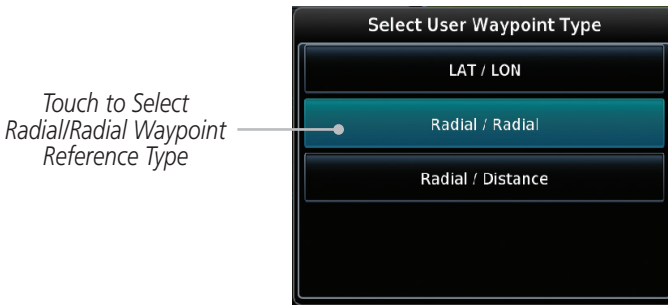 Select User Waypoint Type
LAT / LON
Touch to Select
Radial/Radial Waypoint
Reference Type
Radial / Radial
Radial / Distance